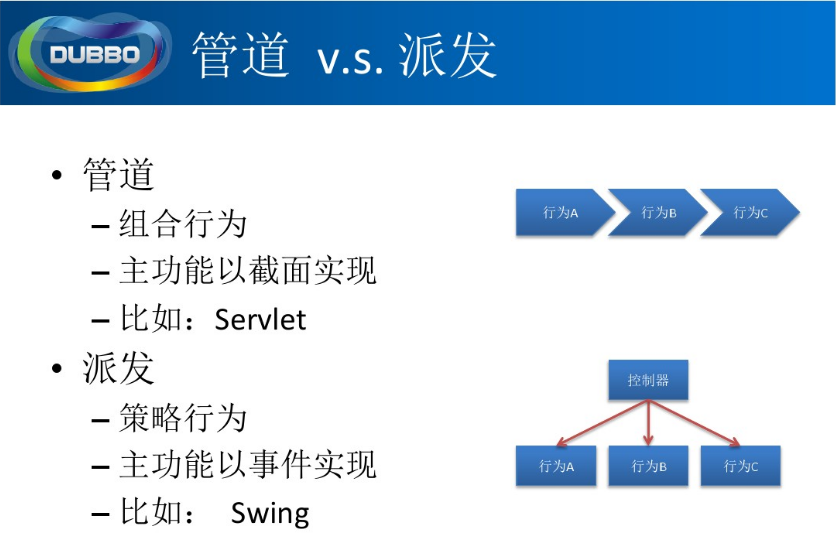 DUBBO
管道 v.s. 派发
• 管道
– 组合行为
– 主功能以截面实现
– 比如：Servlet
行为A 行为B 行为C
• 派发
– 策略行为
– 主功能以事件实现
– 比如： Swing
控制器
行为A 行为B 行为C